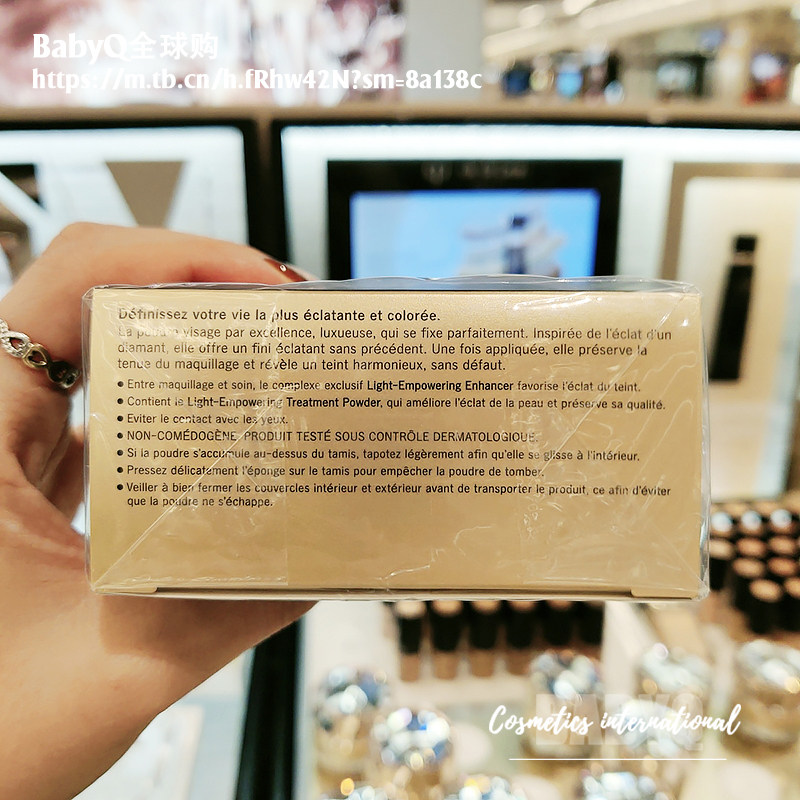 BabyQ全球购
https://m.tb.cn/h.fRhw42N?sm=8a138c
Définissez votre vie la plus éclatante et colorée.
La poudre visage par excellence, luxueuse, qui se fixe parfaitement. Inspirée de l'éclat d'un
diamant, elle offre un fini éclatant sans précédent. Une fois appliquée, elle préserve la
tenue du maquillage et révèle un teint harmonieux, sans défaut.
• Entre maquillage et soin, le complexe exclusif Light-Empowering Enhancer favorise l'éclat du teint.
• Contient le Light-Empowering Treatment Powder, qui améliore l'éclat de la peau et préserve sa qualité.
• Eviter le contact avec les yeux.
• NON-COMÉDOGÈNE. PRODUIT TESTÉ SOUS CONTRÔLE DERMATOLOGIQUE.
• Si la poudre s'accumule au-dessus du tamis, tapotez légèrement afin qu'elle se glisse à l'intérieur.
• Pressez délicatement l'éponge sur le tamis pour empêcher la poudre de tomber.
• Veiller à bien fermer les couvercles intérieur et extérieur avant de transporter le produit, ce afin d'éviter
que la poudre ne s'échappe.
BABYQ
Cosmetics international